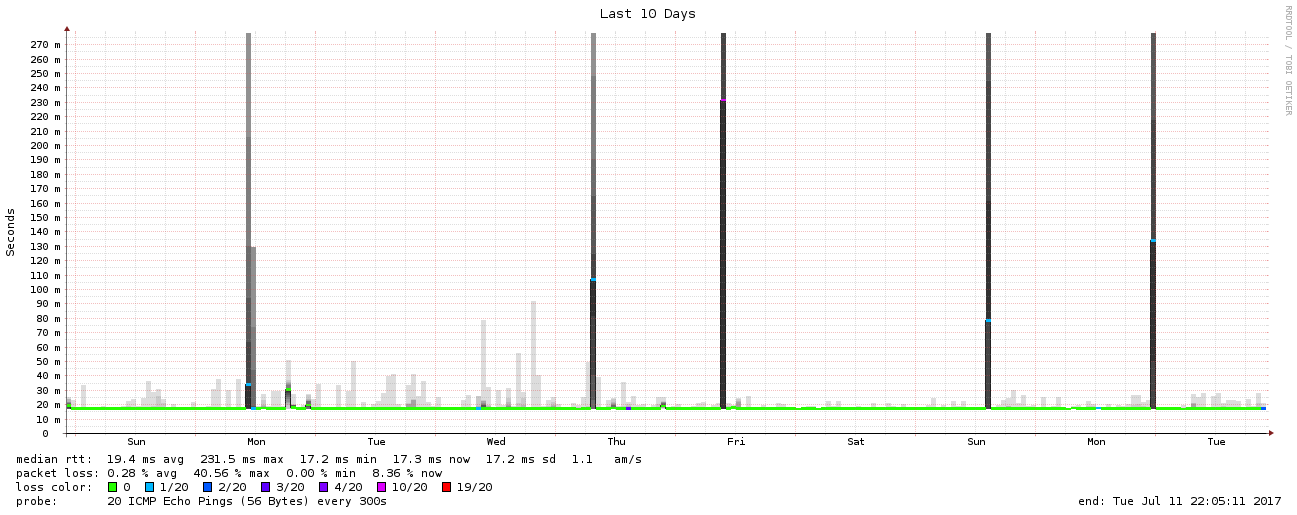 Last 10 Days
RRDTOOL / TOBI OETIKER
Seconds
270 m
260 m
250 m
240 m
230 m
220 m
210 m
200 m
190 m
180 m
170 m
160 m
150 m
140 m
130 m
120 m
110 m
100 m
90 m
80 m
70 m
60 m
50 m
40 m
30 m
20 m
10 m
0
Sun Mon Tue Wed Thu Fri Sat Sun Mon Tue
median rtt: 19.4 ms avg 231.5 ms max 17.2 ms min 17.3 ms now 17.2 ms sd 1.1 am/s
packet loss: 0.28 % avg 40.56 % max 0.00 % min 8.36 % now
loss color: 0 1/20 2/20 3/20 4/20 10/20 19/20
probe: 20 ICMP Echo Pings (56 Bytes) every 300s
end: Tue Jul 11 22:05:11 2017